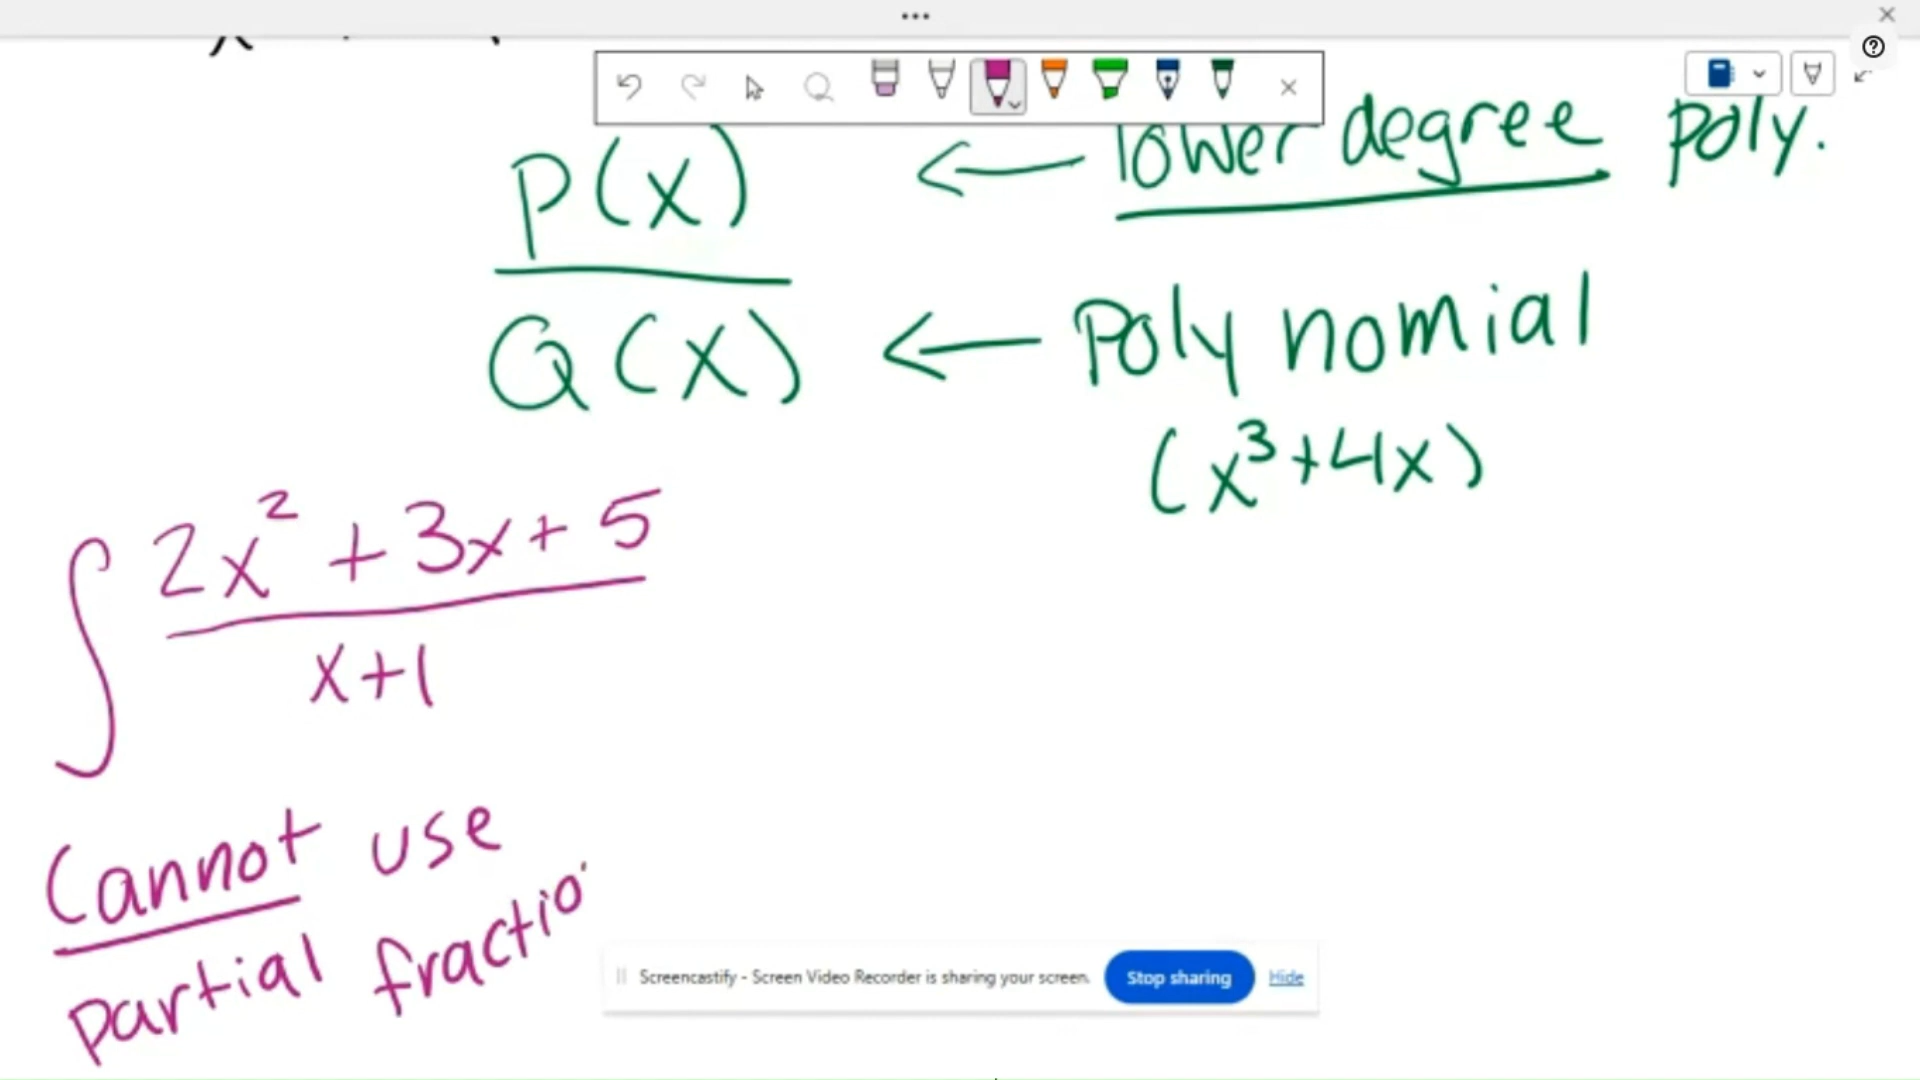 P(x) ← lower degree poly.
Q(x) ← Polynomial
(x³+4x)
∫ 2x² + 3x + 5
x+1
Cannot use
partial fractio
Screencastify - Screen Video Recorder is sharing your screen. Stop sharing Hide